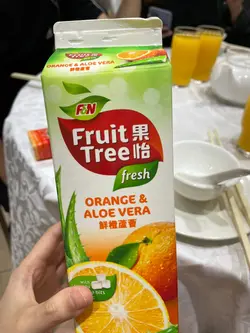 F&N
Fruit 果
Tree 怡
fresh
ORANGE &
ALOE VERA
鮮橙蘆薈